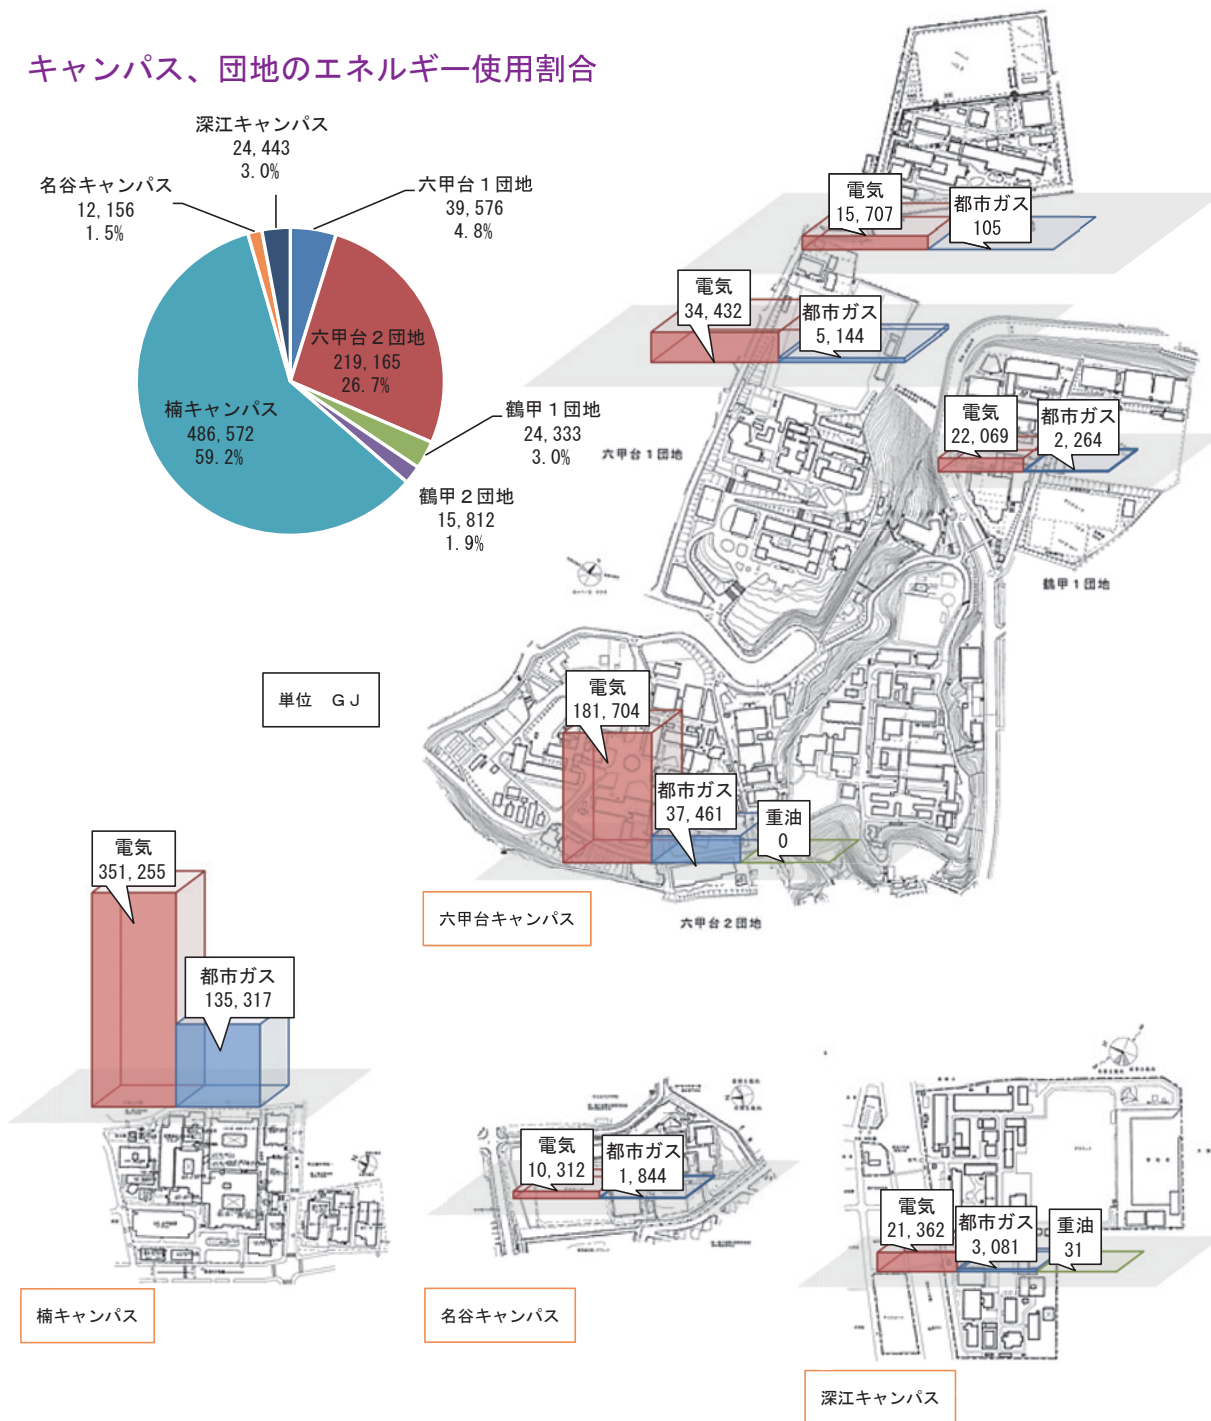 キャンパス、団地のエネルギー使用割合
深江キャンパス
24,443
3.0%
名谷キャンパス
12,156
1.5%
六甲台1団地
39,576
4.8%
六甲台2団地
219,165
26.7%
楠キャンパス
486,572
59.2%
鶴甲1団地
24,333
3.0%
鶴甲2団地
15,812
1.9%
電気
15,707
都市ガス
105
電気
34,432
都市ガス
5,144
電気
22,069
都市ガス
2,264
六甲台1団地
鶴甲1団地
単位 GJ
電気
181,704
都市ガス
37,461
重油
0
六甲台キャンパス
六甲台2団地
電気
351,255
都市ガス
135,317
楠キャンパス
電気
10,312
都市ガス
1,844
名谷キャンパス
電気
21,362
都市ガス
3,081
重油
31
深江キャンパス